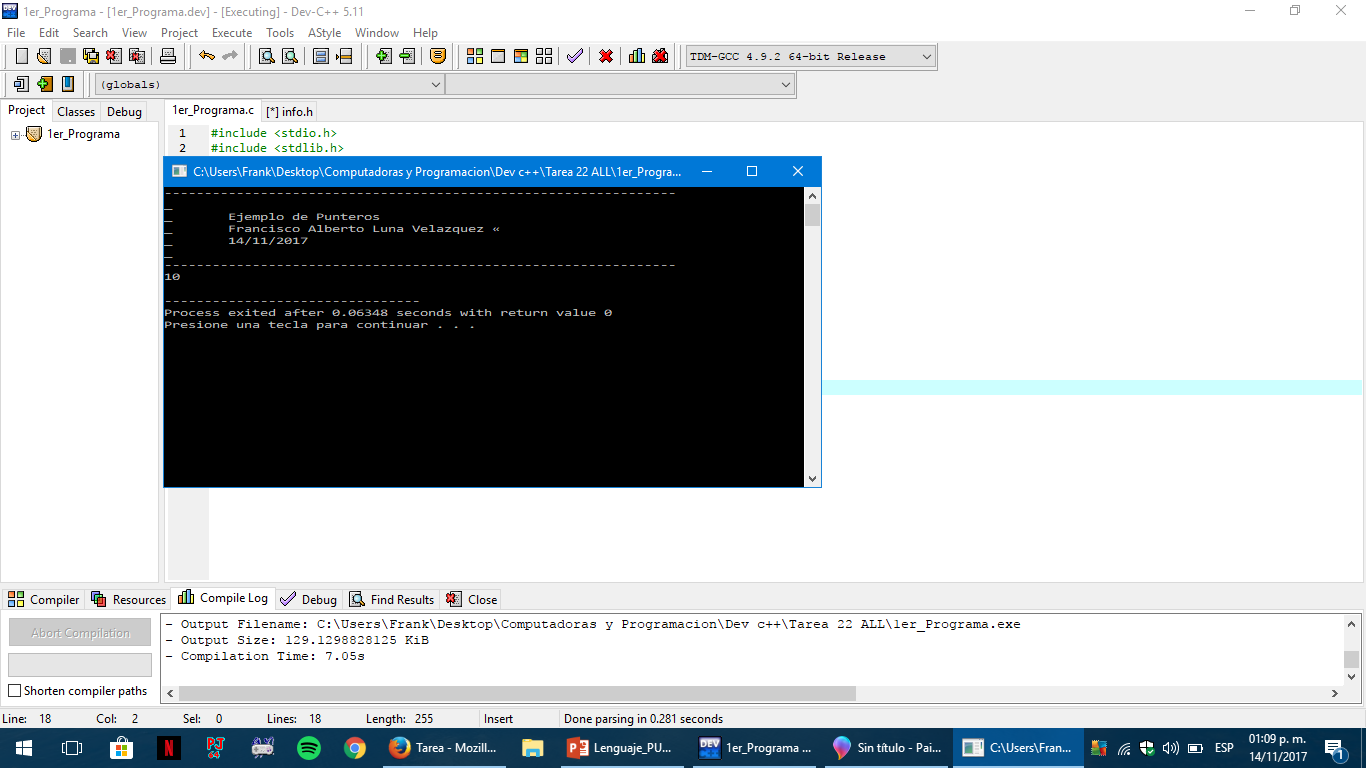 1er_Programa - [1er_Programa.dev] - [Executing] - Dev-C++ 5.11
File Edit Search View Project Execute Tools AStyle Window Help
TDM-GCC 4.9.2 64-bit Release
(globals)
Project Classes Debug
1er_Programa.c [*] info.h
1er_Programa
1 #include <stdio.h>
2 #include <stdlib.h>
C:\Users\Frank\Desktop\Computadoras y Programacion\Dev c++\Tarea 22 ALL\1er_Progra...
----------------------------------------------------------------
_
_ Ejemplo de Punteros
_ Francisco Alberto Luna Velazquez «
_ 14/11/2017
_
----------------------------------------------------------------
10
--------------------------------
Process exited after 0.06348 seconds with return value 0
Presione una tecla para continuar . . .
Compiler Resources Compile Log Debug Find Results Close
Abort Compilation
Shorten compiler paths
- Output Filename: C:\Users\Frank\Desktop\Computadoras y Programacion\Dev c++\Tarea 22 ALL\1er_Programa.exe
- Output Size: 129.1298828125 KiB
- Compilation Time: 7.05s
Line: 18 Col: 2 Sel: 0 Lines: 18 Length: 255 Insert Done parsing in 0.281 seconds
Tarea - Mozill... Lenguaje_PU... 1er_Programa ... Sin título - Pai... C:\Users\Fran... ESP
01:09 p. m.
14/11/2017